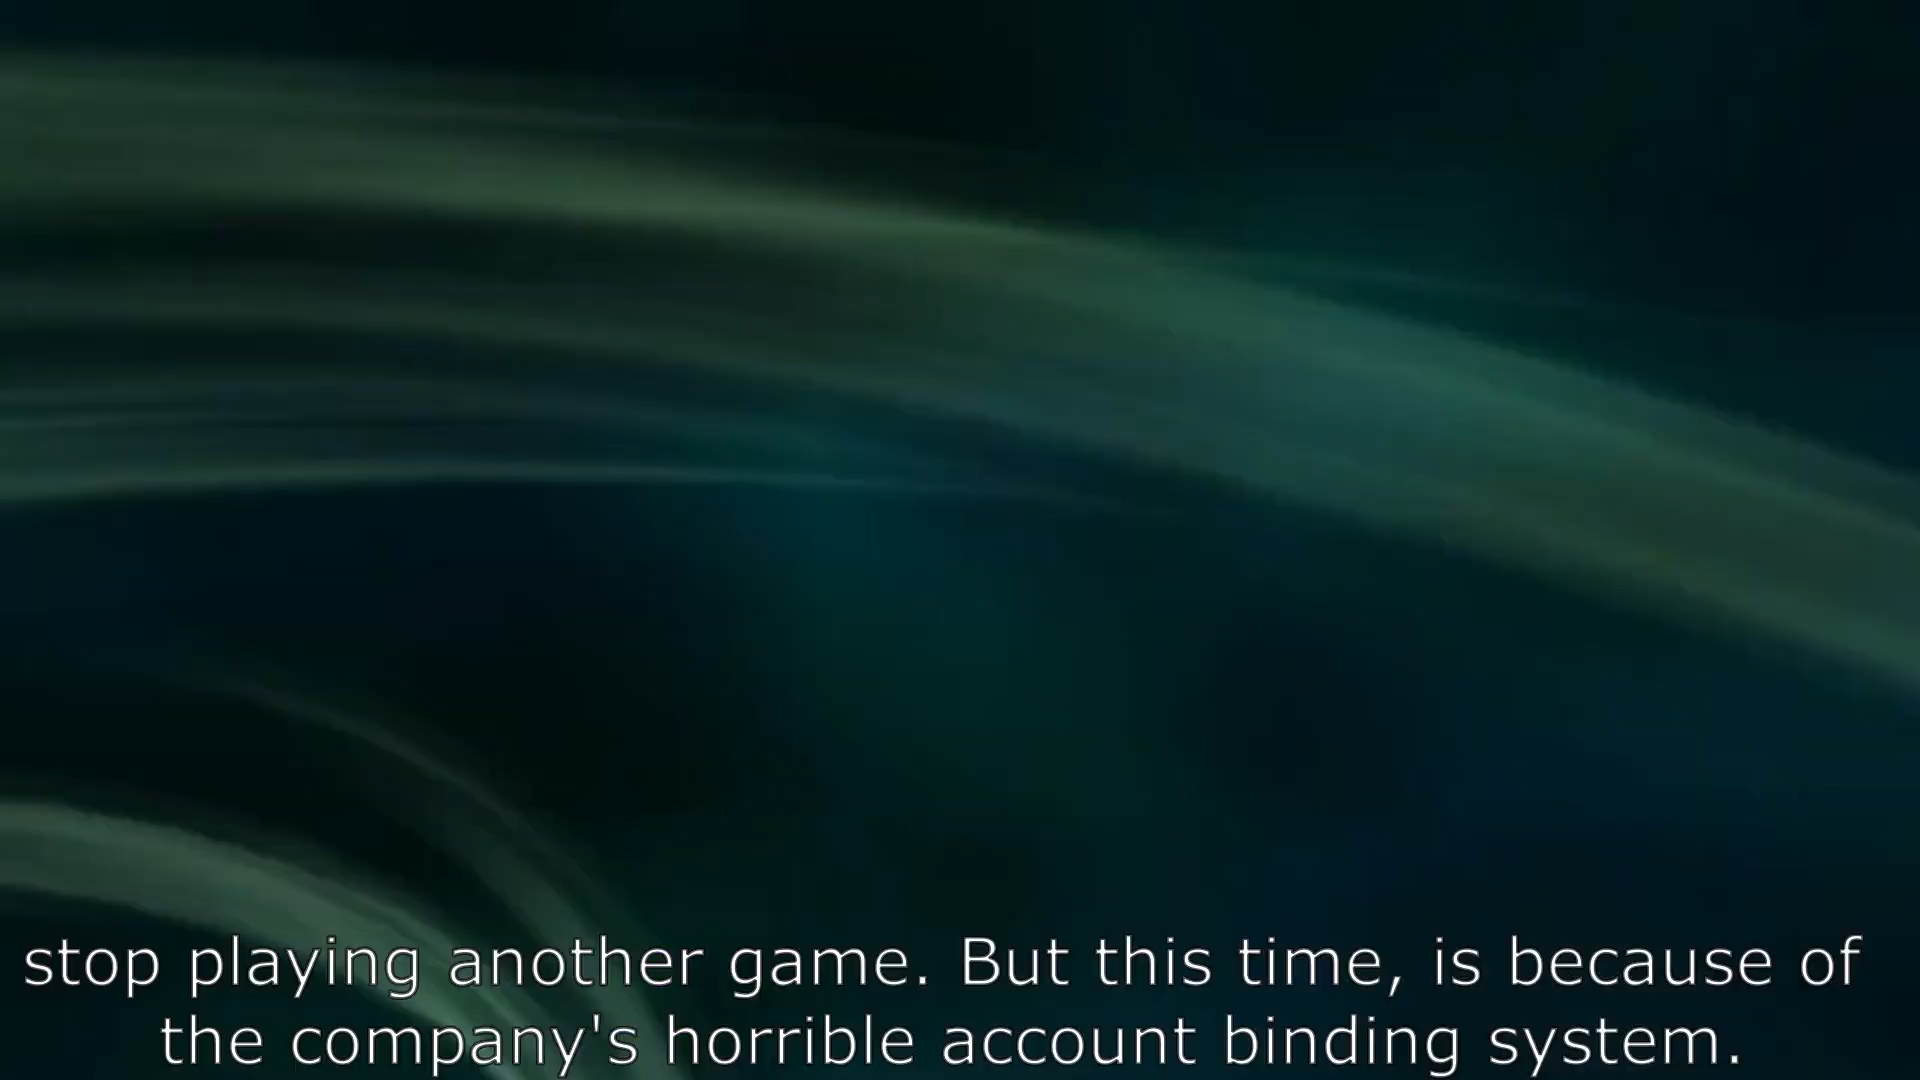 stop playing another game. But this time, is because of
the company's horrible account binding system.